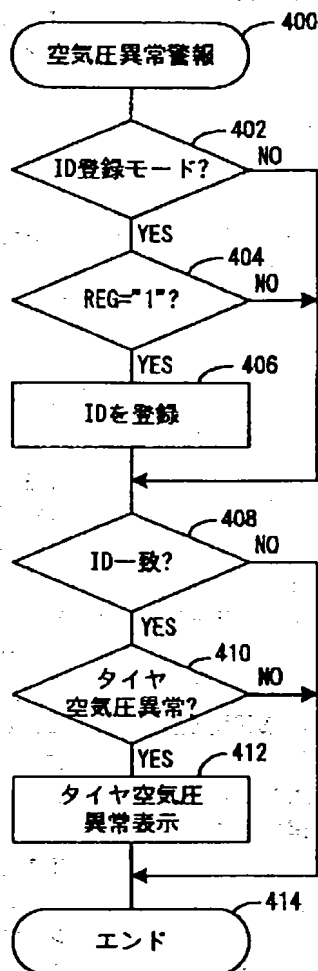 400
空気圧異常警報
402
ID登録モード?
NO
YES
404
REG="1"?
NO
YES
406
IDを登録
408
ID一致?
NO
YES
410
タイヤ
空気圧異常?
NO
YES
412
タイヤ空気圧
異常表示
414
エンド